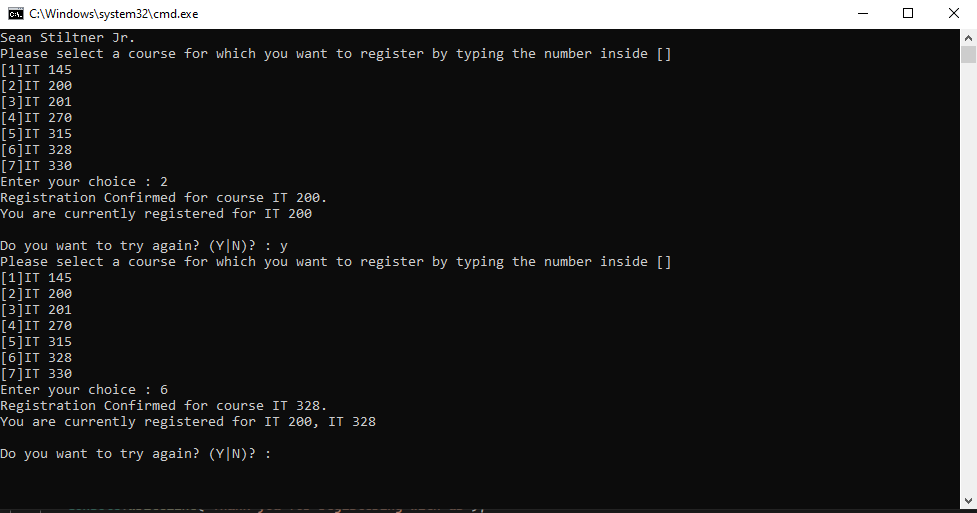 C:\Windows\system32\cmd.exe
Sean Stiltner Jr.
Please select a course for which you want to register by typing the number inside []
[1]IT 145
[2]IT 200
[3]IT 201
[4]IT 270
[5]IT 315
[6]IT 328
[7]IT 330
Enter your choice : 2
Registration Confirmed for course IT 200.
You are currently registered for IT 200
Do you want to try again? (Y|N)? : y
Please select a course for which you want to register by typing the number inside []
[1]IT 145
[2]IT 200
[3]IT 201
[4]IT 270
[5]IT 315
[6]IT 328
[7]IT 330
Enter your choice : 6
Registration Confirmed for course IT 328.
You are currently registered for IT 200, IT 328
Do you want to try again? (Y|N)? :